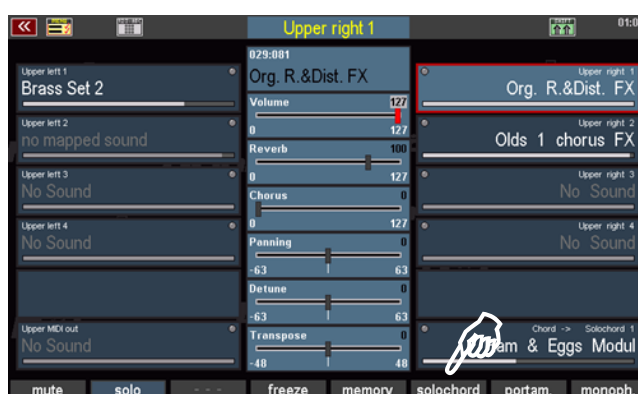 Upper right 1
01:0
Upper left 1
Brass Set 2
Upper left 2
no mapped sound
Upper left 3
No Sound
Upper left 4
No Sound
Upper MIDI out
No Sound
029:081
Org. R.&Dist. FX
Volume 127
0 127
Reverb 100
0 127
Chorus 0
0 127
Panning 0
-63 63
Detune 0
-63 63
Transpose 0
-48 48
Upper right 1
Org. R.&Dist. FX
Upper right 2
Olds 1 chorus FX
Upper right 3
No Sound
Upper right 4
No Sound
Chord -> Solochord 1
& Eggs Modul
mute solo - - - freeze memory solochord portam. monoph.